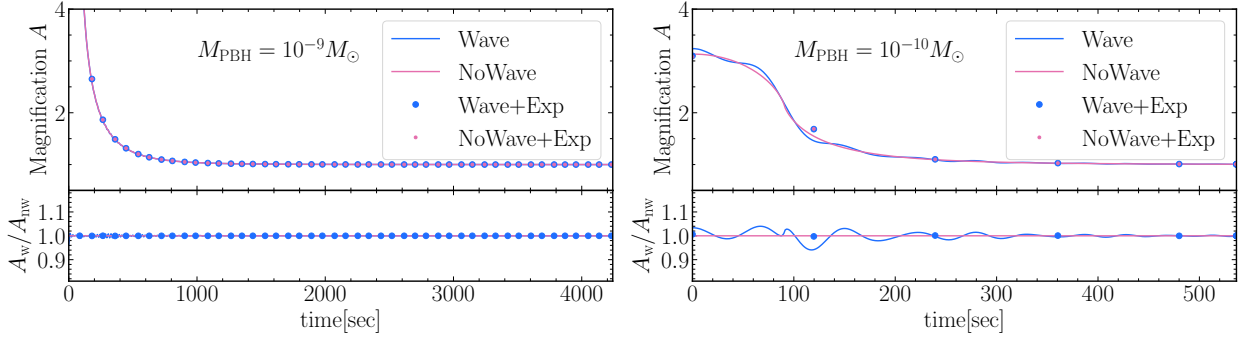 4
2
Magnification A
M_PBH = 10^−9 M_⊙
Wave
NoWave
Wave+Exp
NoWave+Exp
1.1
1.0
0.9
A_w/A_nw
0 1000 2000 3000 4000
time[sec]
4
2
Magnification A
M_PBH = 10^−10 M_⊙
Wave
NoWave
Wave+Exp
NoWave+Exp
1.1
1.0
0.9
A_w/A_nw
0 100 200 300 400 500
time[sec]